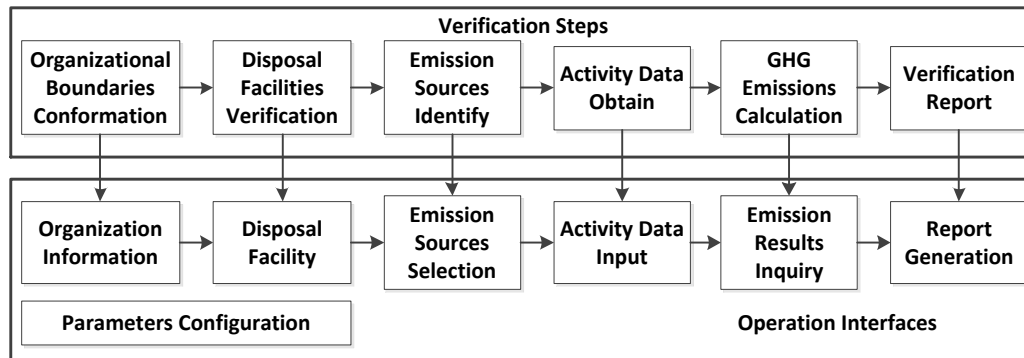 Verification Steps
Organizational
Boundaries
Conformation
Disposal
Facilities
Verification
Emission
Sources
Identify
Activity Data
Obtain
GHG
Emissions
Calculation
Verification
Report
Organization
Information
Disposal
Facility
Emission
Sources
Selection
Activity Data
Input
Emission
Results
Inquiry
Report
Generation
Parameters Configuration
Operation Interfaces